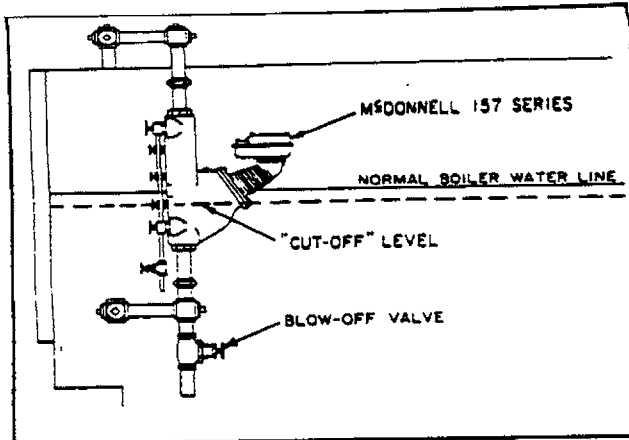 McDONNELL 157 SERIES
NORMAL BOILER WATER LINE
"CUT-OFF" LEVEL
BLOW-OFF VALVE